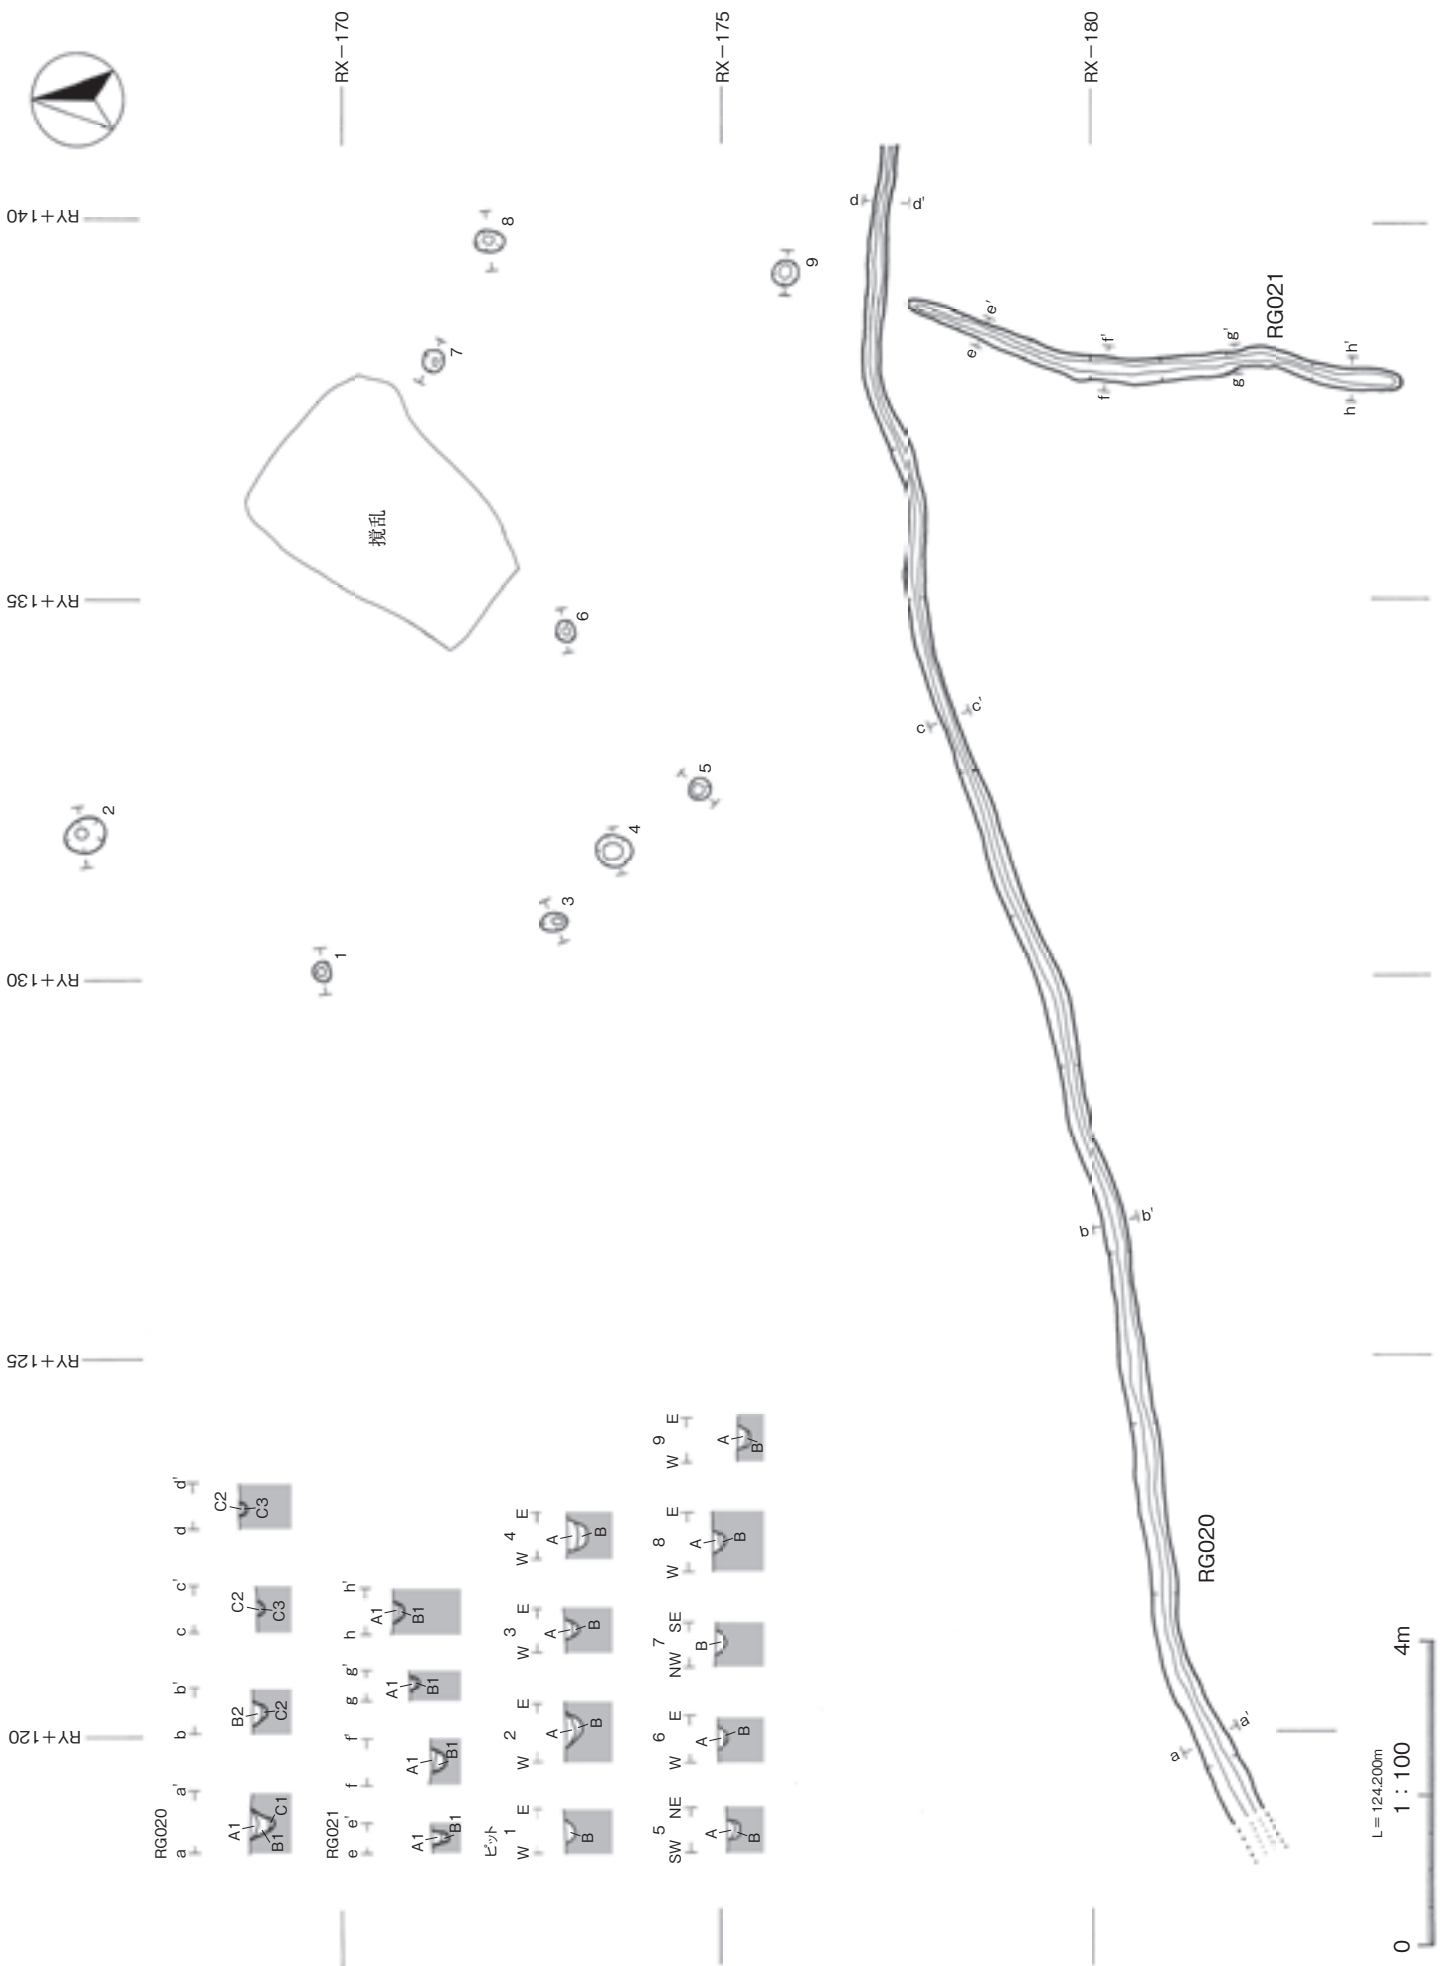 RY+120
RY+125
RY+130
RY+135
RY+140
RX-170
RX-175
RX-180
1
2
3
4
5
6
7
8
9
撹乱
a
a'
b
b'
c
c'
d
d'
e
e'
f
f'
g
g'
h
h'
RG020
RG021
RG020
a a' b b' c c' d d'
A1 B1 C1
B2 C2
C2 C3
C2 C3
RG021
e e' f f' g g' h h'
A1 B1
A1 B1
A1 B1
A1 B1
ピット
1 2 3 4
W E W E W E W E
B
A B
A B
A B
5 6 7 8 9
SW NE W E NW SE W E W E
A B
A B
B
A B
A B
L=124.200m
0 1:100 4m